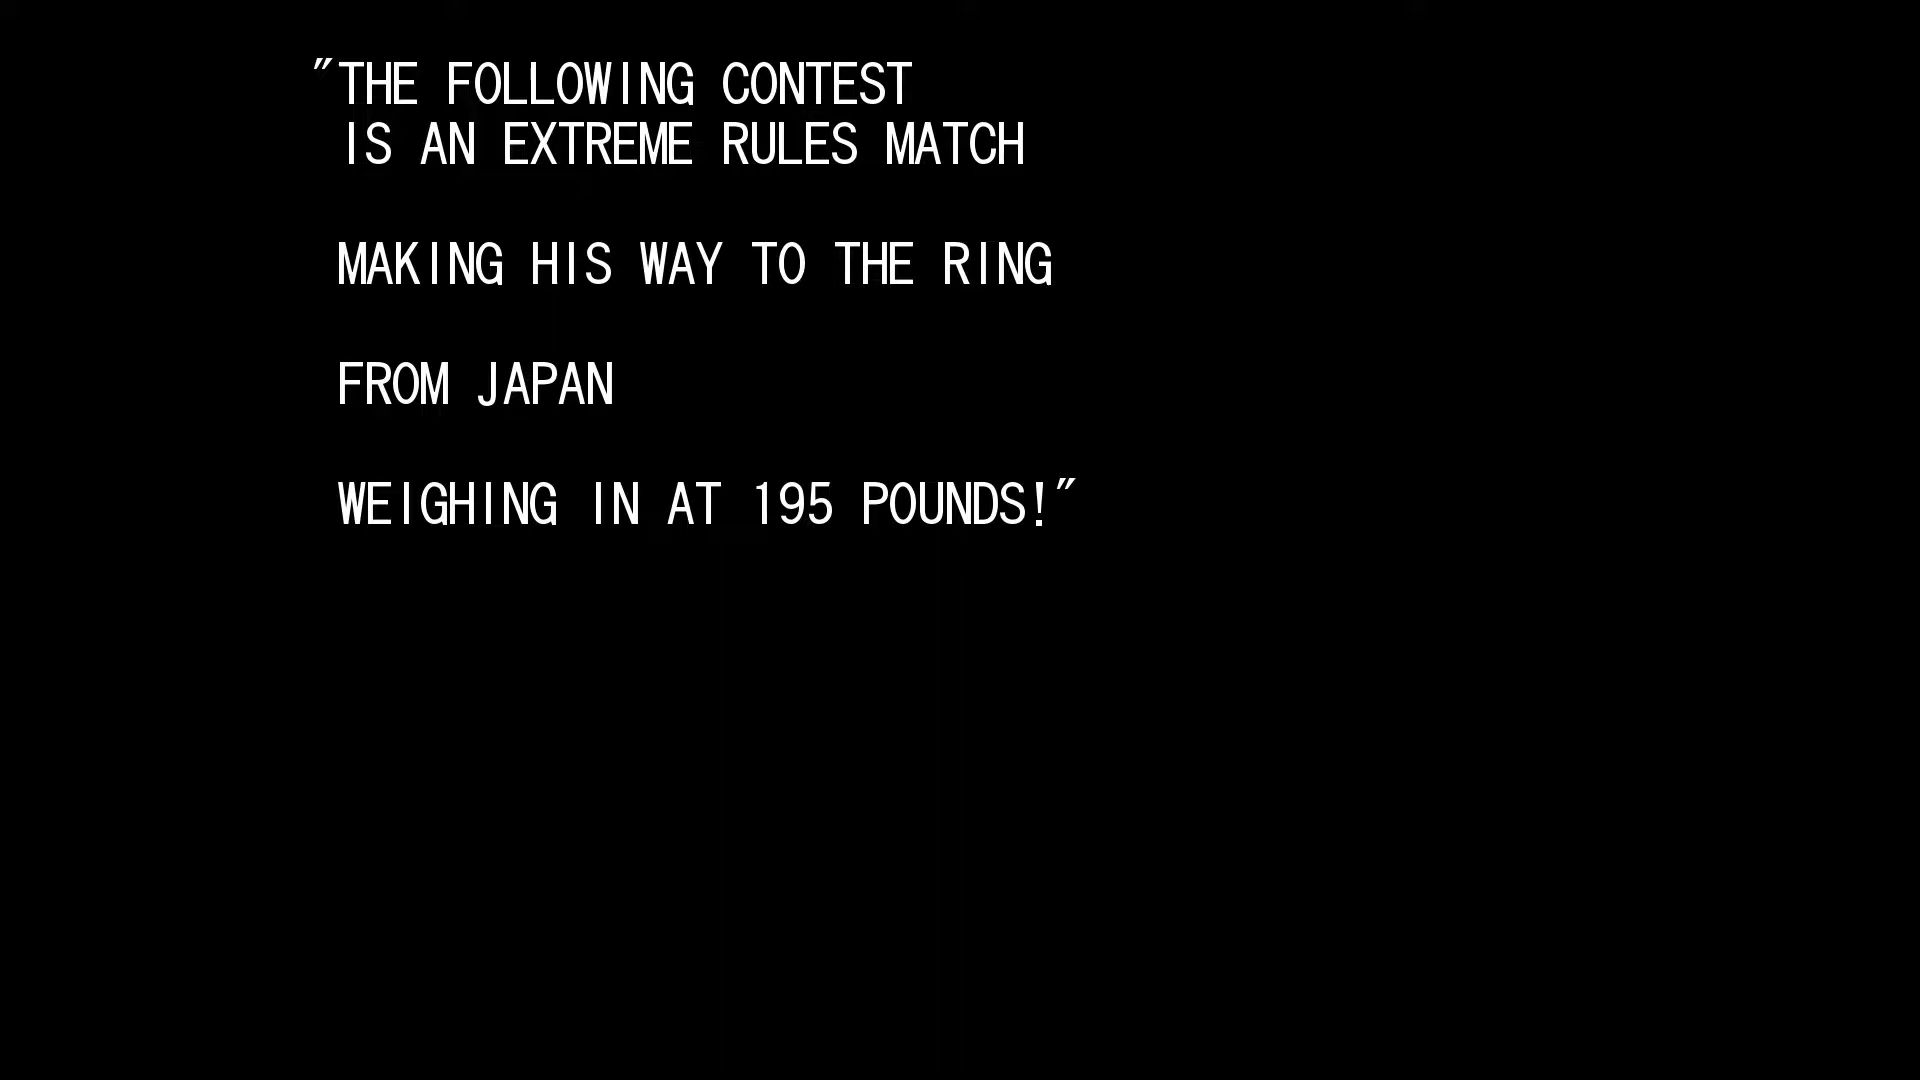 "THE FOLLOWING CONTEST
IS AN EXTREME RULES MATCH
MAKING HIS WAY TO THE RING
FROM JAPAN
WEIGHING IN AT 195 POUNDS!"